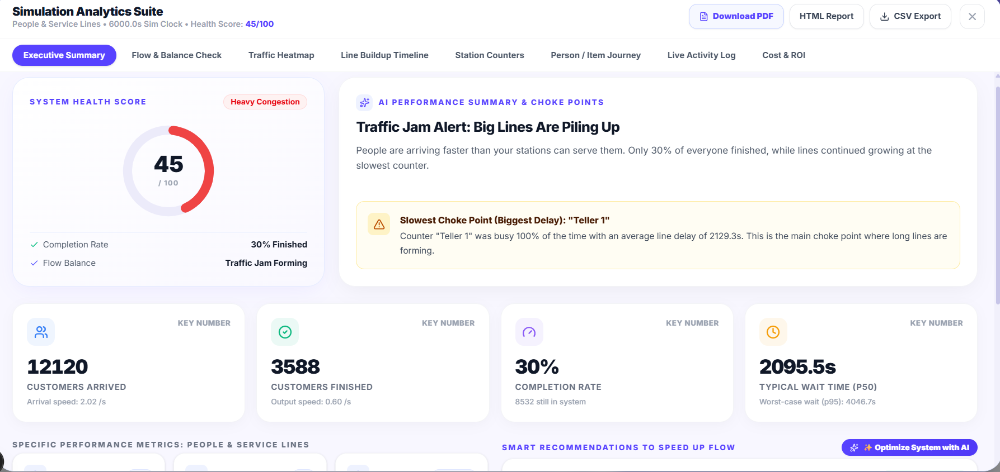 Simulation Analytics Suite
People & Service Lines • 6000.0s Sim Clock • Health Score: 45/100
Download PDF
HTML Report
CSV Export
Executive Summary
Flow & Balance Check
Traffic Heatmap
Line Buildup Timeline
Station Counters
Person / Item Journey
Live Activity Log
Cost & ROI
SYSTEM HEALTH SCORE
Heavy Congestion
45
/ 100
Completion Rate
30% Finished
Flow Balance
Traffic Jam Forming
AI PERFORMANCE SUMMARY & CHOKE POINTS
Traffic Jam Alert: Big Lines Are Piling Up
People are arriving faster than your stations can serve them. Only 30% of everyone finished, while lines continued growing at the
slowest counter.
Slowest Choke Point (Biggest Delay): "Teller 1"
Counter "Teller 1" was busy 100% of the time with an average line delay of 2129.3s. This is the main choke point where long lines are
forming.
KEY NUMBER
12120
CUSTOMERS ARRIVED
Arrival speed: 2.02 /s
KEY NUMBER
3588
CUSTOMERS FINISHED
Output speed: 0.60 /s
KEY NUMBER
30%
COMPLETION RATE
8532 still in system
KEY NUMBER
2095.5s
TYPICAL WAIT TIME (P50)
Worst-case wait (p95): 4046.7s
SPECIFIC PERFORMANCE METRICS: PEOPLE & SERVICE LINES
SMART RECOMMENDATIONS TO SPEED UP FLOW
✨ Optimize System with AI